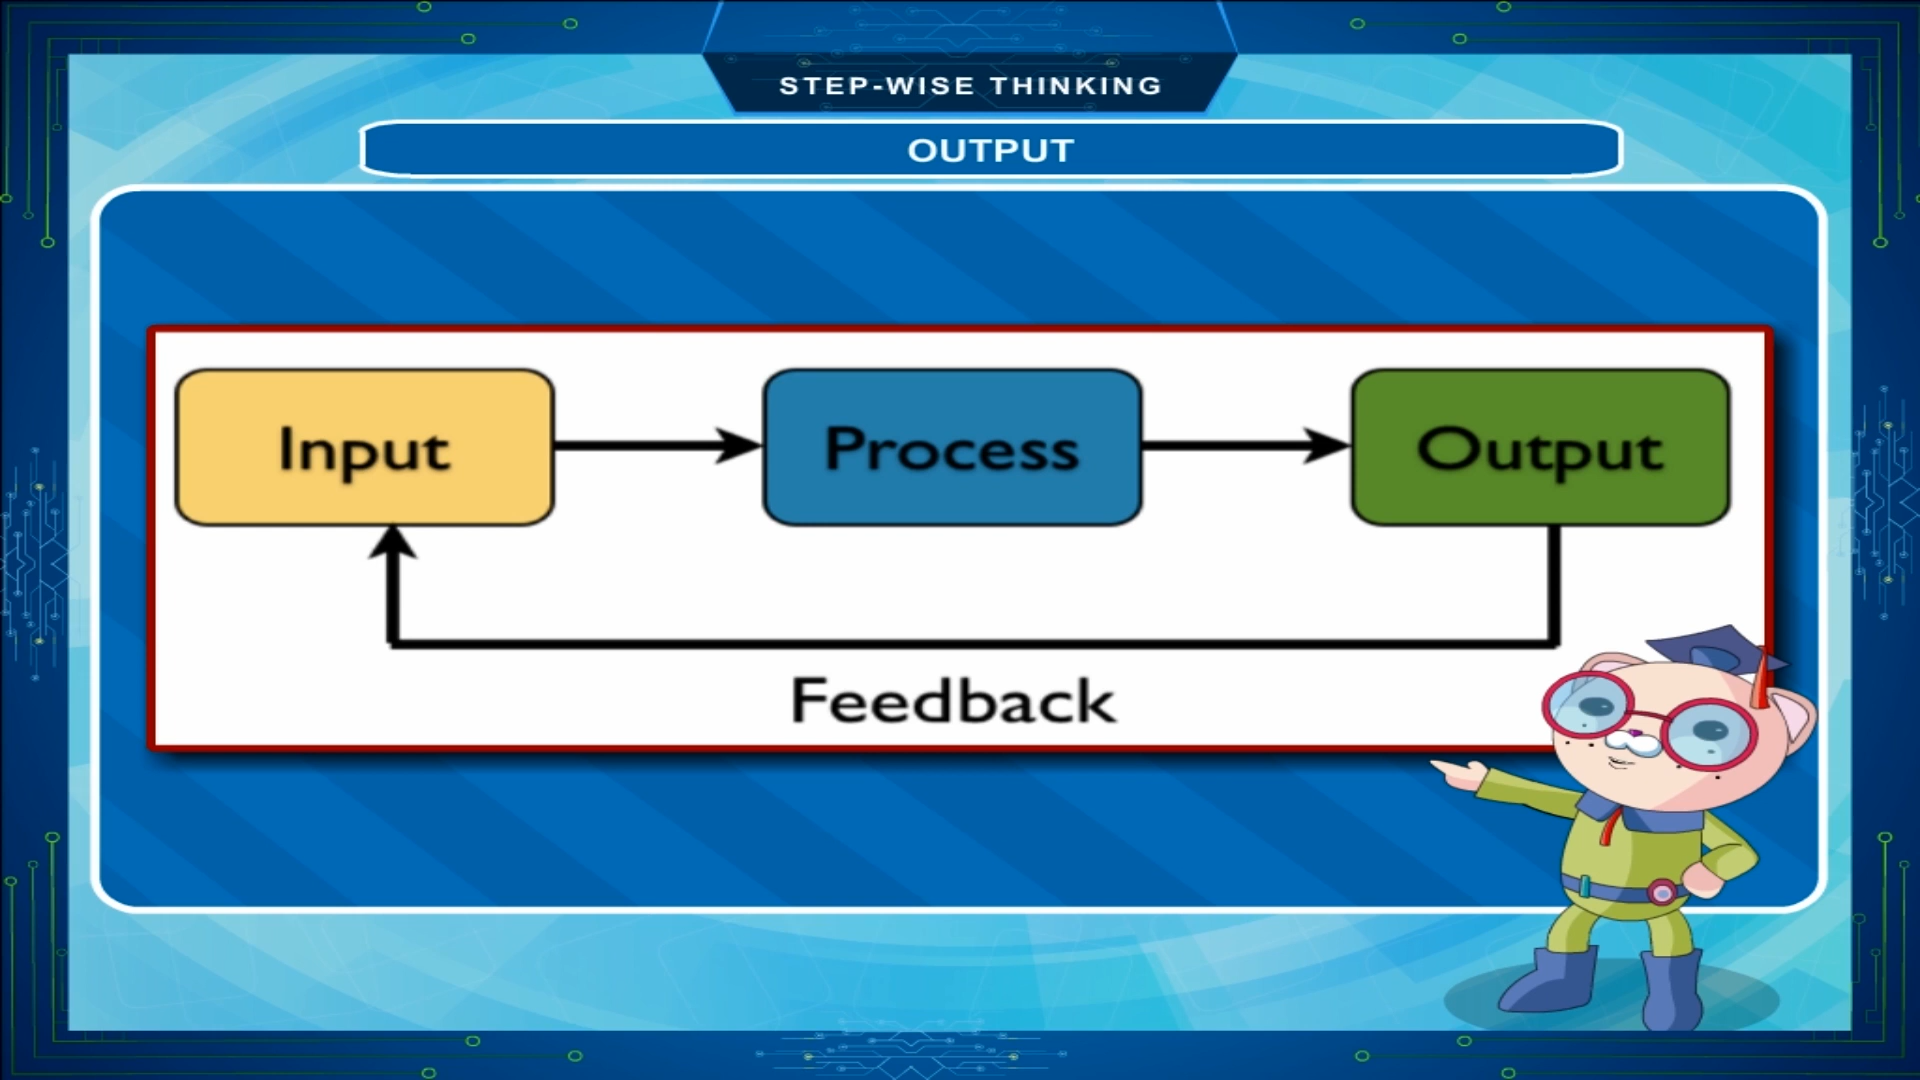 STEP-WISE THINKING
OUTPUT
Input
Process
Output
Feedback